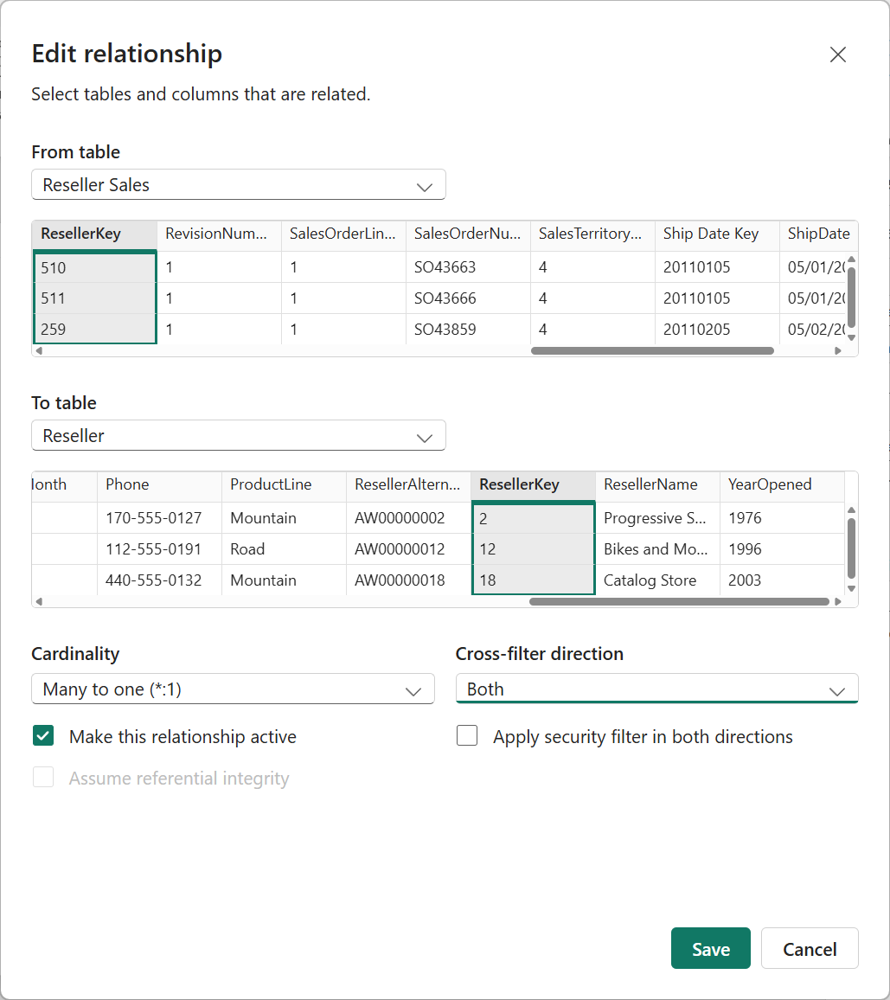 Edit relationship
Select tables and columns that are related.
From table
Reseller Sales
ResellerKey RevisionNum... SalesOrderLin... SalesOrderNu... SalesTerritory... Ship Date Key ShipDate
510 1 1 SO43663 4 20110105 05/01/20
511 1 1 SO43666 4 20110105 05/01/20
259 1 1 SO43859 4 20110205 05/02/20
To table
Reseller
onth Phone ProductLine ResellerAltern... ResellerKey ResellerName YearOpened
170-555-0127 Mountain AW00000002 2 Progressive S... 1976
112-555-0191 Road AW00000012 12 Bikes and Mo... 1996
440-555-0132 Mountain AW00000018 18 Catalog Store 2003
Cardinality Cross-filter direction
Many to one (*:1) Both
Make this relationship active Apply security filter in both directions
Assume referential integrity
Save Cancel